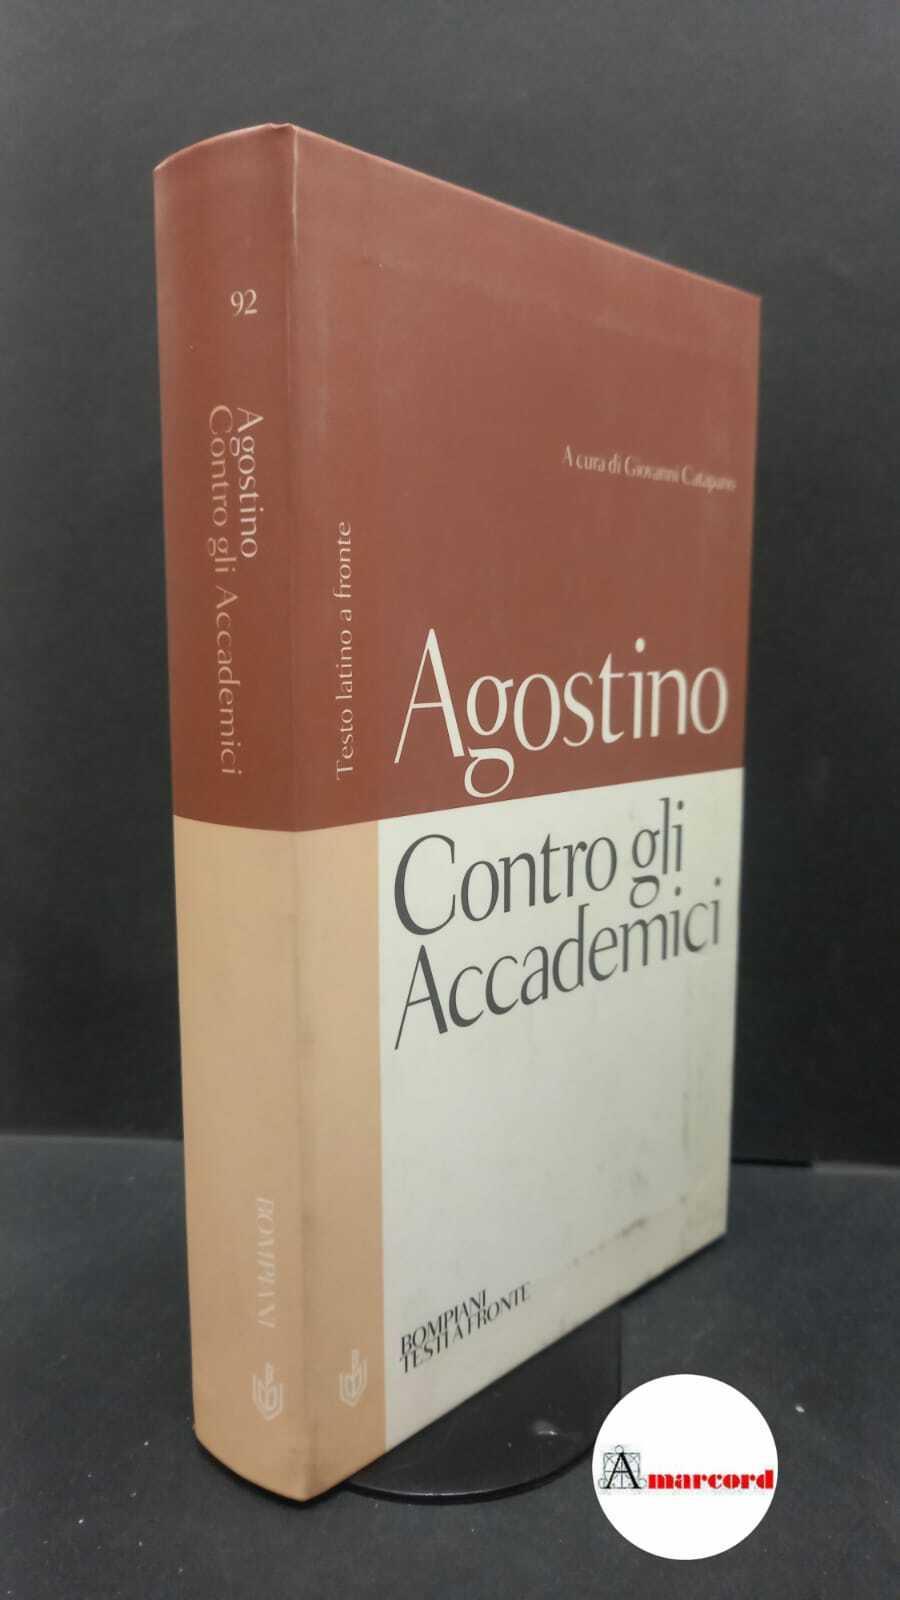 92
Agostino
Contro gli Accademici
BOMPIANI
Testo latino a fronte
A cura di Giovanni Catapano
Agostino
Contro gli
Accademici
BOMPIANI
TESTI A FRONTE
Amarcord